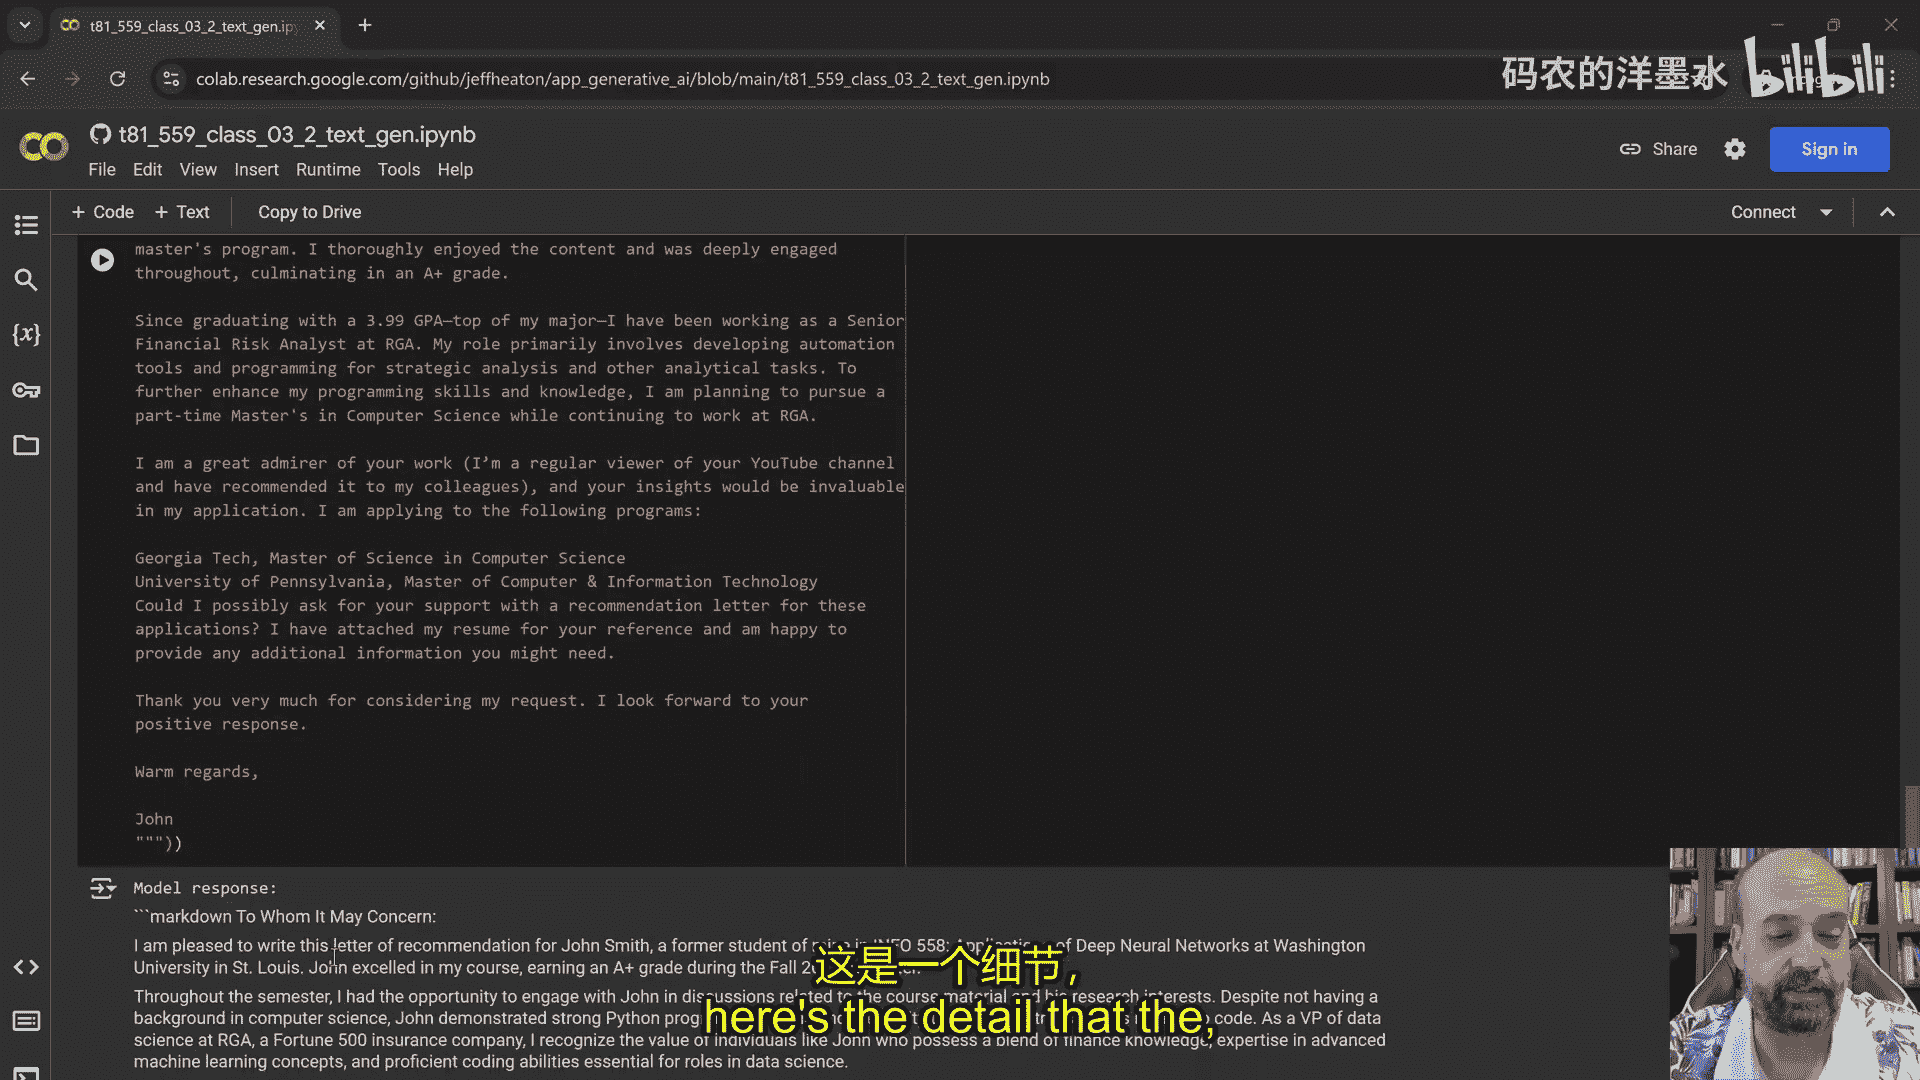 t81_559_class_03_2_text_gen.ip
colab.research.google.com/github/jeffheaton/app_generative_ai/blob/main/t81_559_class_03_2_text_gen.ipynb
码农的洋墨水 bilibili
t81_559_class_03_2_text_gen.ipynb
File Edit View Insert Runtime Tools Help
Share
Sign in
+ Code + Text Copy to Drive
Connect
master's program. I thoroughly enjoyed the content and was deeply engaged
throughout, culminating in an A+ grade.
Since graduating with a 3.99 GPA—top of my major—I have been working as a Senior
Financial Risk Analyst at RGA. My role primarily involves developing automation
tools and programming for strategic analysis and other analytical tasks. To
further enhance my programming skills and knowledge, I am planning to pursue a
part-time Master's in Computer Science while continuing to work at RGA.
I am a great admirer of your work (I’m a regular viewer of your YouTube channel
and have recommended it to my colleagues), and your insights would be invaluable
in my application. I am applying to the following programs:
Georgia Tech, Master of Science in Computer Science
University of Pennsylvania, Master of Computer & Information Technology
Could I possibly ask for your support with a recommendation letter for these
applications? I have attached my resume for your reference and am happy to
provide any additional information you might need.
Thank you very much for considering my request. I look forward to your
positive response.
Warm regards,
John
"""))
Model response:
```markdown To Whom It May Concern:
I am pleased to write this letter of recommendation for John Smith, a former student of mine in INFO 558: Applications of Deep Neural Networks at Washington
University in St. Louis. John excelled in my course, earning an A+ grade during the Fall
Throughout the semester, I had the opportunity to engage with John in discussions related to the course material and his research interests. Despite not having a
background in computer science, John demonstrated strong Python code. As a VP of data
science at RGA, a Fortune 500 insurance company, I recognize the value of individuals like John who possess a blend of finance knowledge, expertise in advanced
machine learning concepts, and proficient coding abilities essential for roles in data science.
这是一个细节，
here's the detail that the,